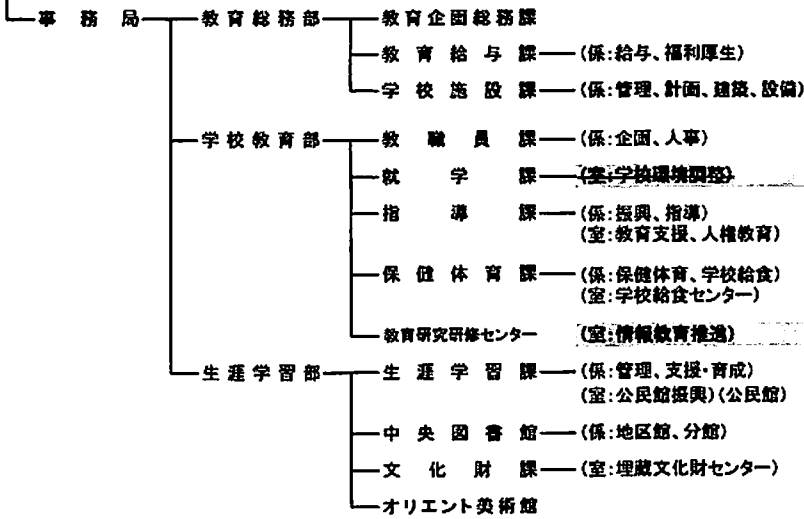 事務局 教育総務部 教育企画総務課
教育給与課 (係:給与、福利厚生)
学校施設課 (係:管理、計画、建築、設備)
学校教育部 教職員課 (係:企画、人事)
就学課 (室:学校環境調整)
指導課 (係:振興、指導)
(室:教育支援、人権教育)
保健体育課 (係:保健体育、学校給食)
(室:学校給食センター)
教育研究研修センター (室:情報教育推進)
生涯学習部 生涯学習課 (係:管理、支援・育成)
(室:公民館振興)(公民館)
中央図書館 (係:地区館、分館)
文化財課 (室:埋蔵文化財センター)
オリエント美術館